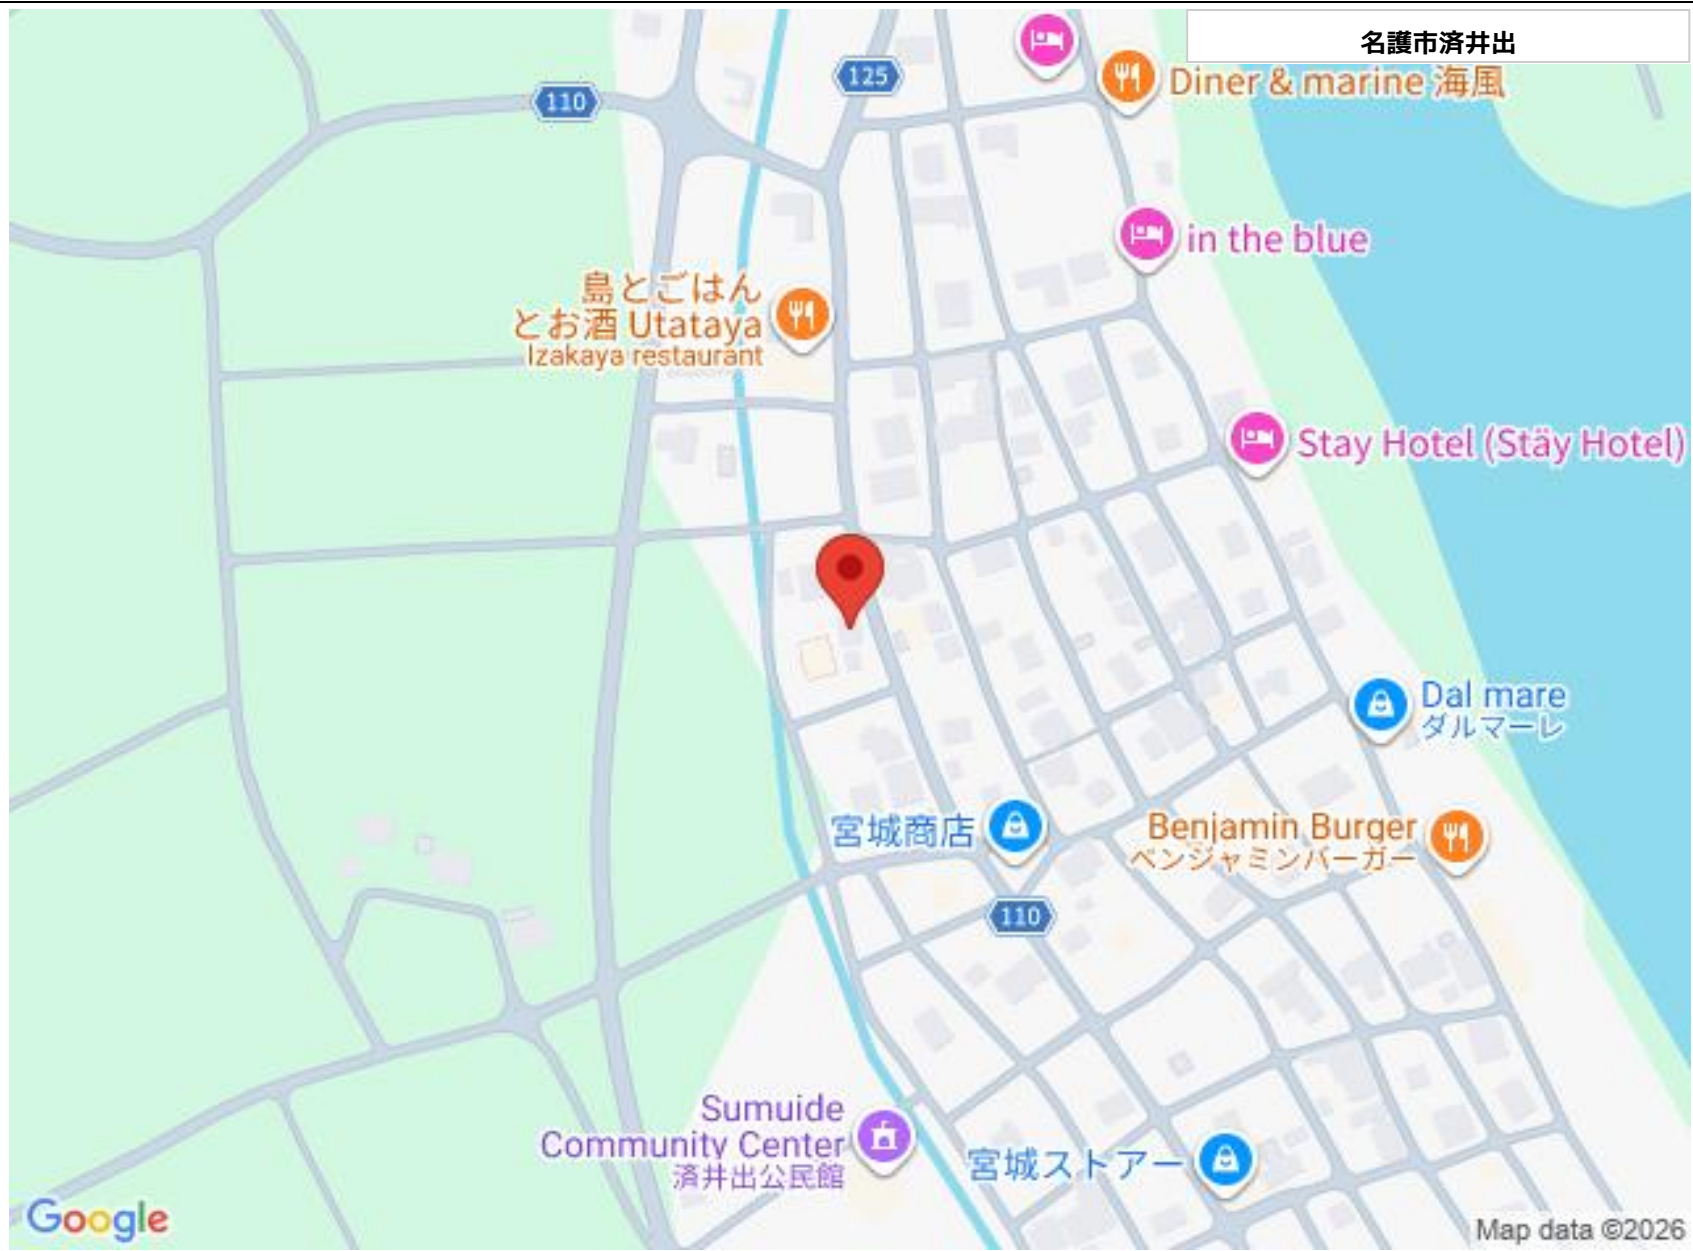 名護市済井出
125
110
Diner & marine 海風
in the blue
島とごはん
とお酒 Utataya
Izakaya restaurant
Stay Hotel (Stäy Hotel)
Dal mare
ダルマーレ
宮城商店
Benjamin Burger
ベンジャミンバーガー
110
Sumuide
Community Center
済井出公民館
宮城ストアー
Google
Map data ©2026